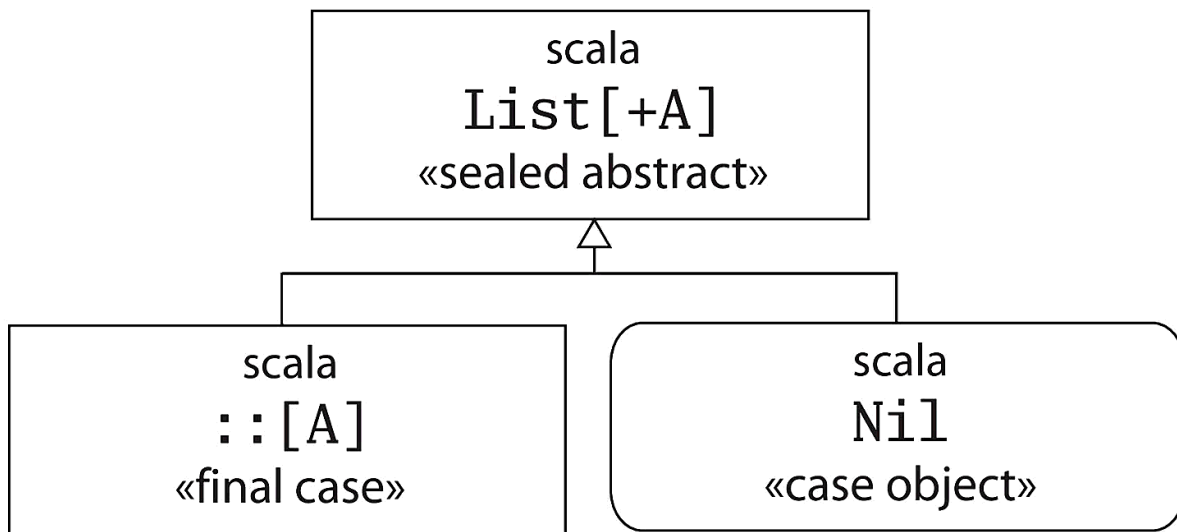 scala
List[+A]
«sealed abstract»
scala
::[A]
«final case»
scala
Nil
«case object»